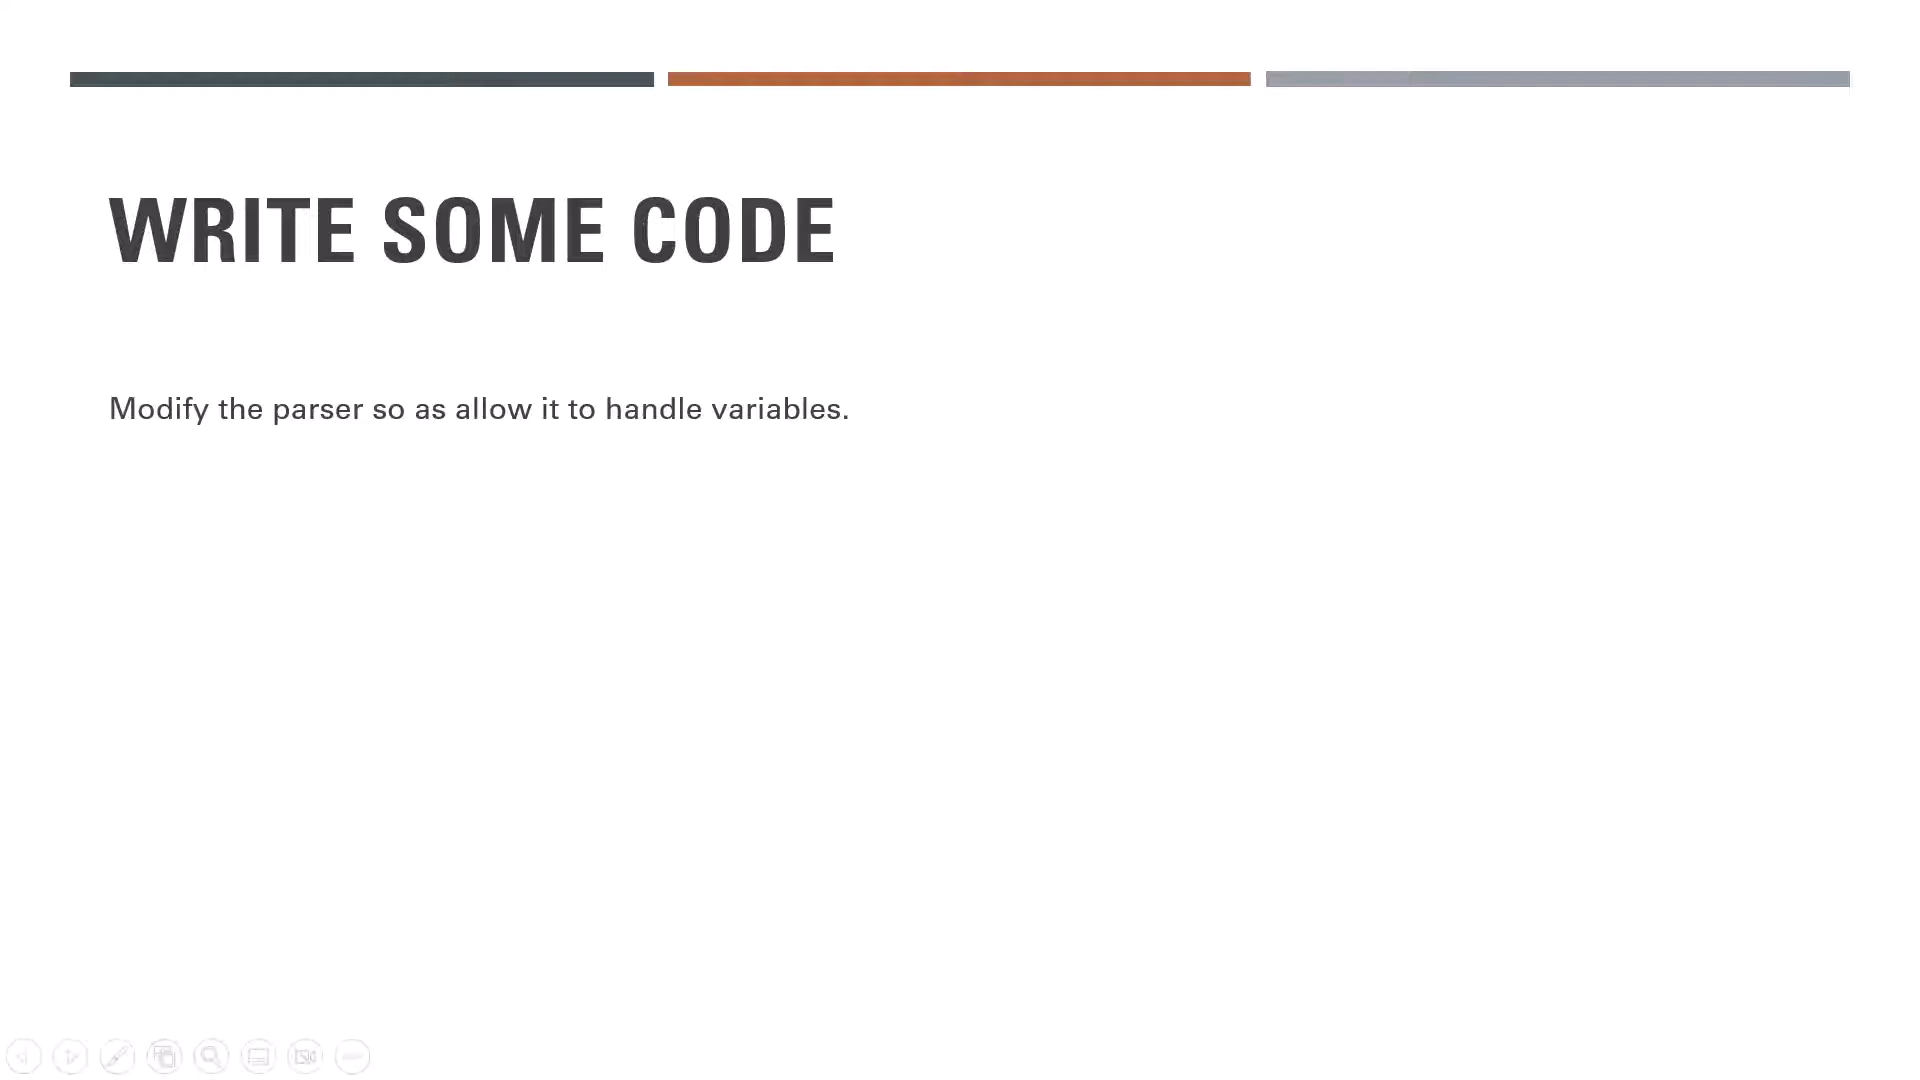 WRITE SOME CODE
Modify the parser so as allow it to handle variables.